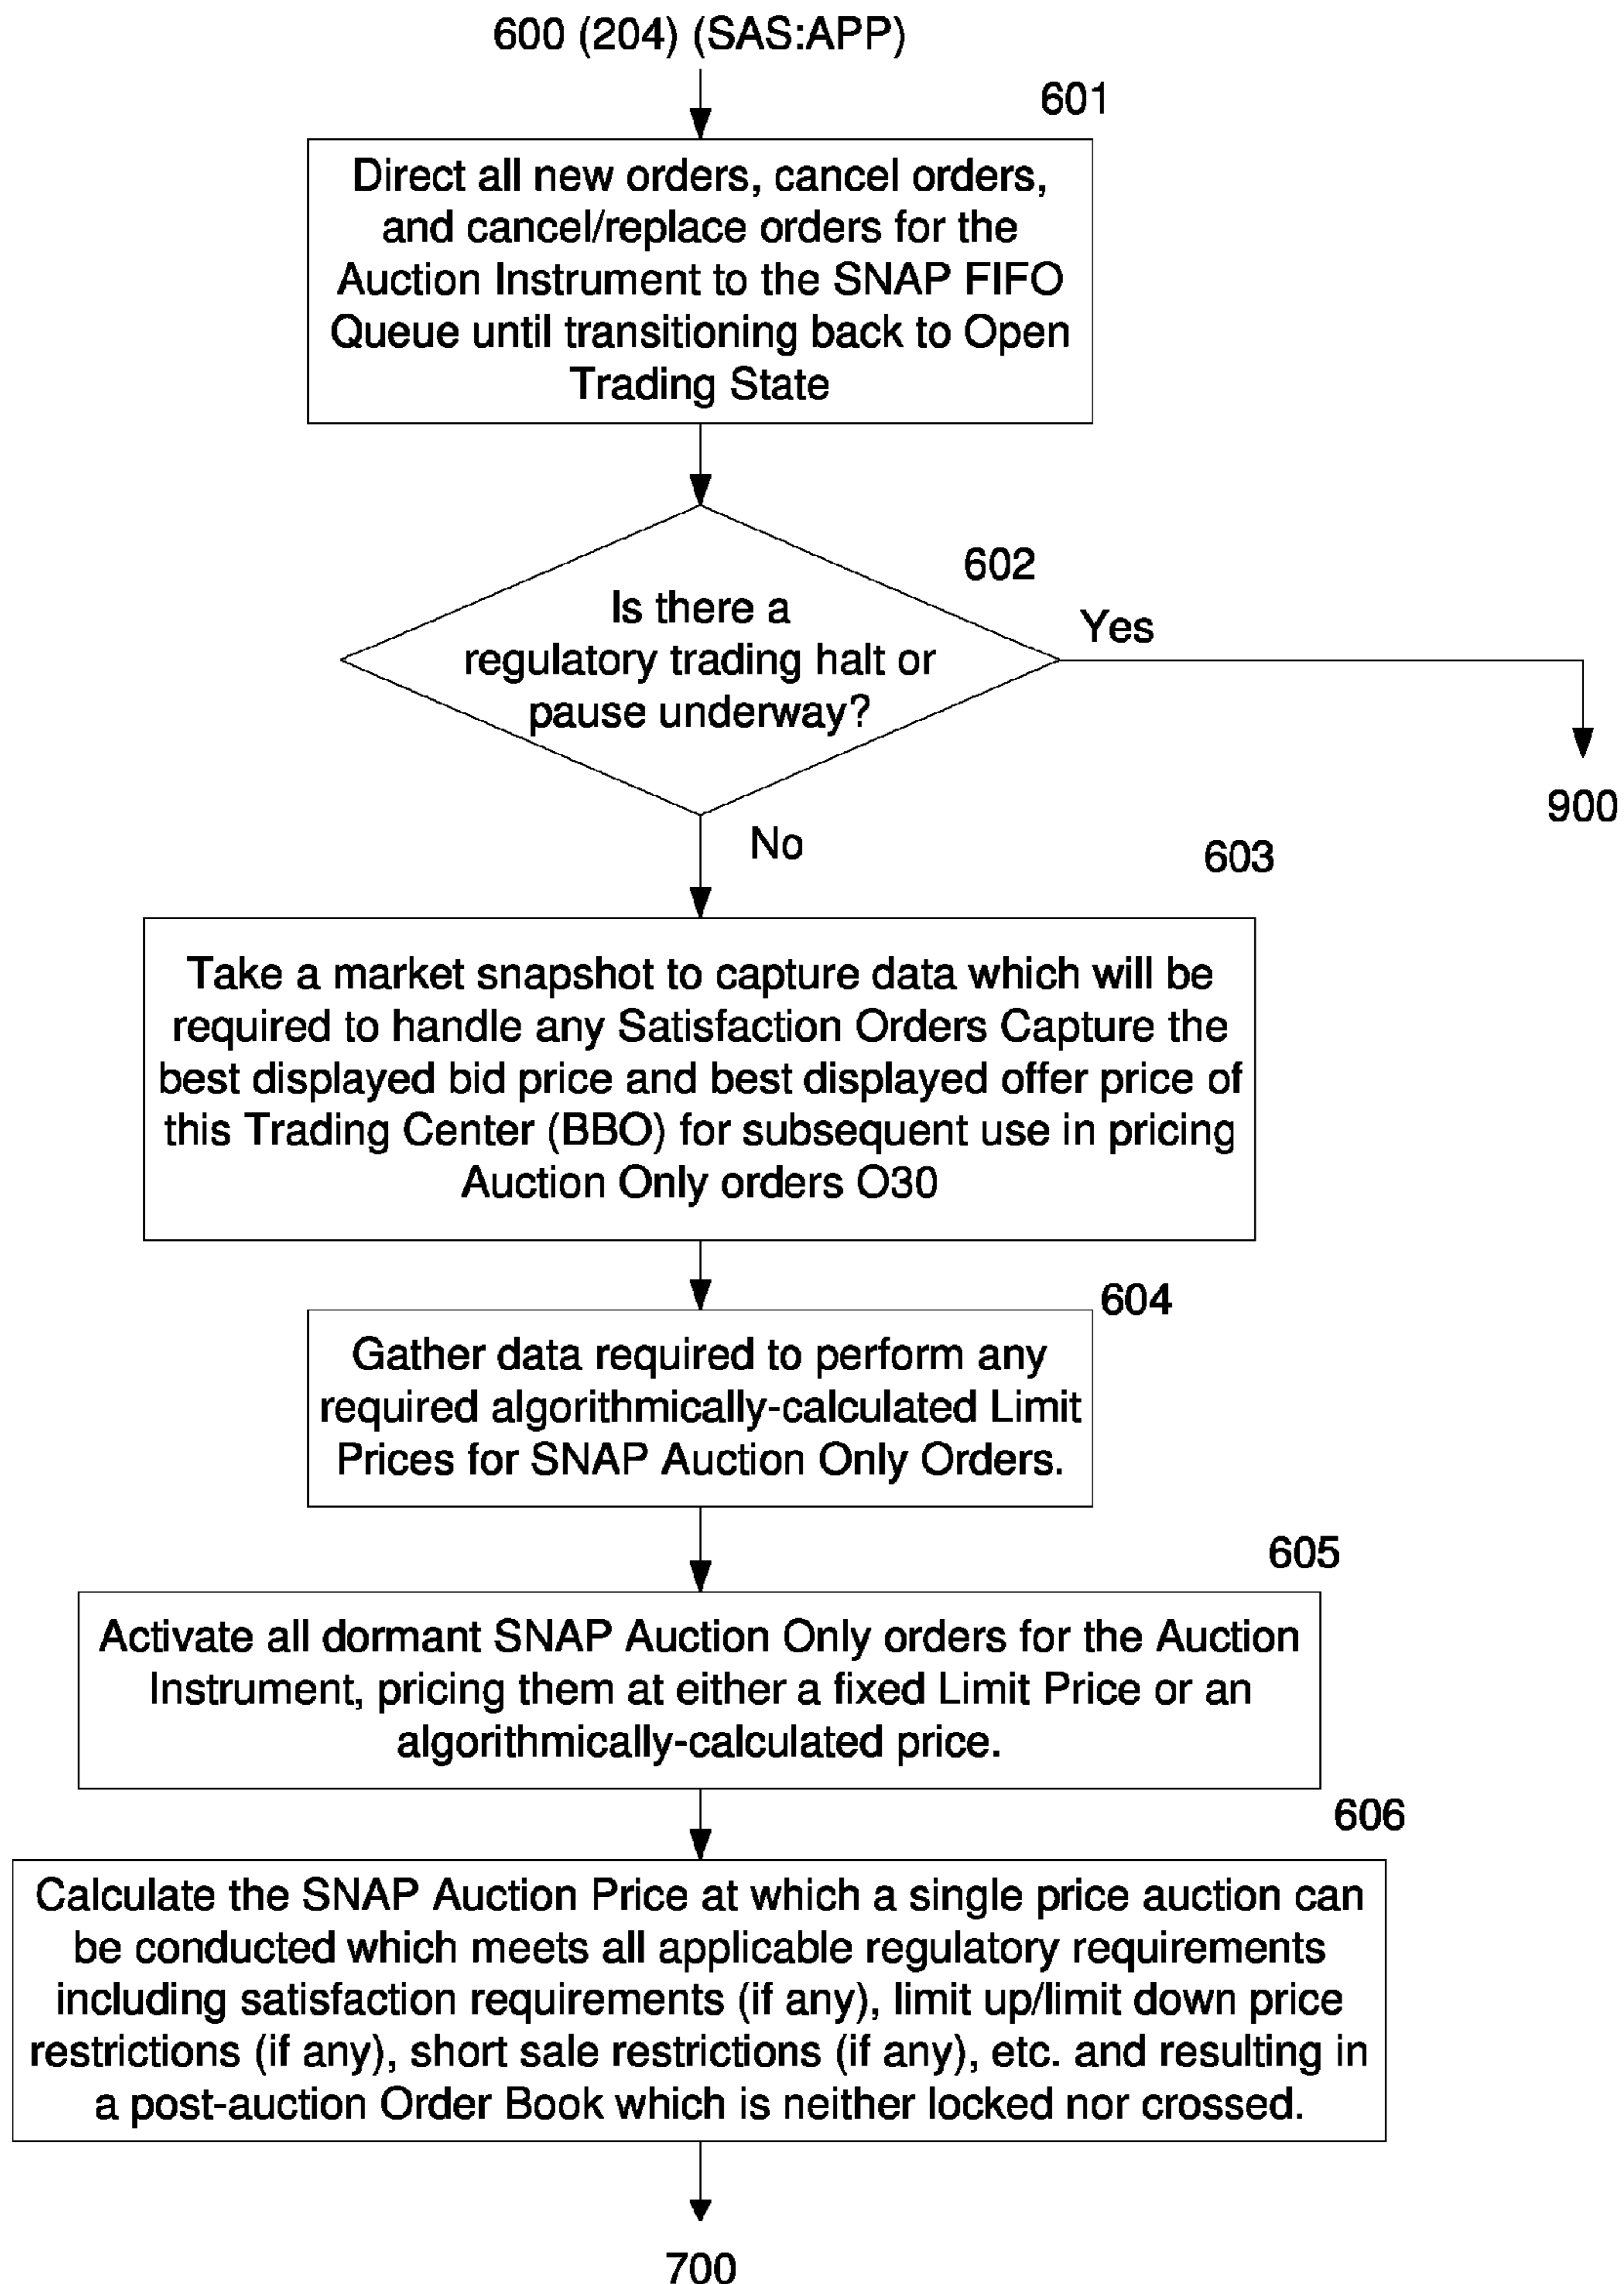 600 (204) (SAS:APP)
601
Direct all new orders, cancel orders,
and cancel/replace orders for the
Auction Instrument to the SNAP FIFO
Queue until transitioning back to Open
Trading State
602
Is there a
regulatory trading halt or
pause underway?
Yes
900
No
603
Take a market snapshot to capture data which will be
required to handle any Satisfaction Orders Capture the
best displayed bid price and best displayed offer price of
this Trading Center (BBO) for subsequent use in pricing
Auction Only orders O30
604
Gather data required to perform any
required algorithmically-calculated Limit
Prices for SNAP Auction Only Orders.
605
Activate all dormant SNAP Auction Only orders for the Auction
Instrument, pricing them at either a fixed Limit Price or an
algorithmically-calculated price.
606
Calculate the SNAP Auction Price at which a single price auction can
be conducted which meets all applicable regulatory requirements
including satisfaction requirements (if any), limit up/limit down price
restrictions (if any), short sale restrictions (if any), etc. and resulting in
a post-auction Order Book which is neither locked nor crossed.
700